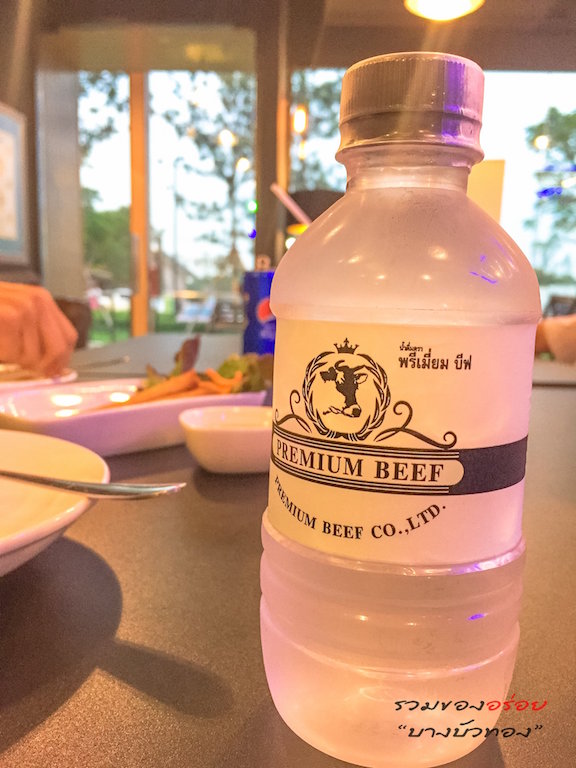 น้ำดื่มตรา
พรีเมี่ยม บีฟ
PREMIUM BEEF
PREMIUM BEEF CO.,LTD.
รวมของอร่อย
“บางบัวทอง”